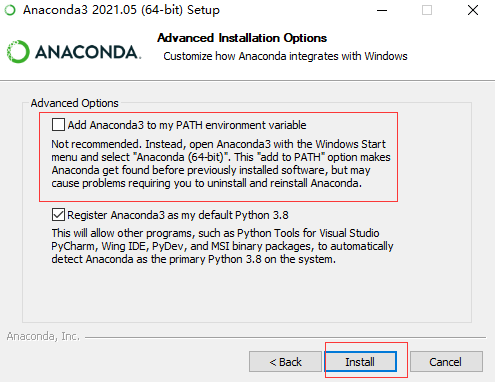 Anaconda3 2021.05 (64-bit) Setup
ANACONDA.
Advanced Installation Options
Customize how Anaconda integrates with Windows
Advanced Options
Add Anaconda3 to my PATH environment variable
Not recommended. Instead, open Anaconda3 with the Windows Start
menu and select "Anaconda (64-bit)". This "add to PATH" option makes
Anaconda get found before previously installed software, but may
cause problems requiring you to uninstall and reinstall Anaconda.
Register Anaconda3 as my default Python 3.8
This will allow other programs, such as Python Tools for Visual Studio
PyCharm, Wing IDE, PyDev, and MSI binary packages, to automatically
detect Anaconda as the primary Python 3.8 on the system.
Anaconda, Inc.
< Back
Install
Cancel